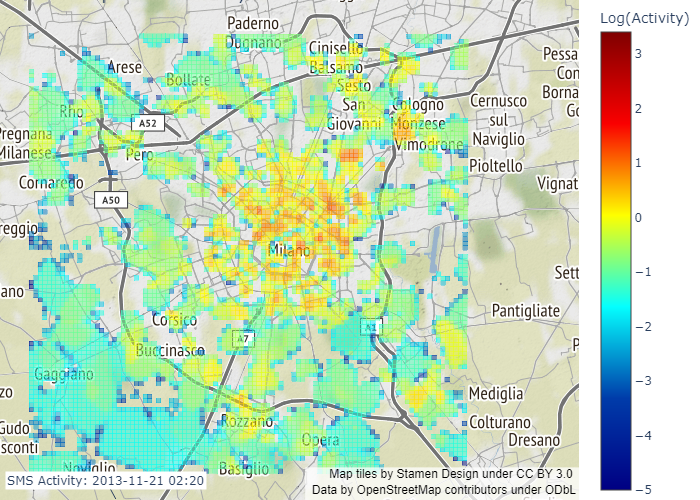 Log(Activity)
3
2
1
0
−1
−2
−3
−4
−5
Paderno
Dugnano
Cinisello
Balsamo
Arese
Bollate
Sesto
San
Giovanni
Cologno
Monzese
Vimodrone
Cernusco
sul
Naviglio
Pioltello
Pessa
Con
Borna
Go
Rho
A52
Pregnana
Milanese
Pero
Cornaredo
A50
reggio
Vignat
Milano
Sett
ano
Pantigliate
Corsico
A7
A1
Buccinasco
P
Gaggiano
zo
Mediglia
Rozzano
Colturano
Dresano
Gudo
sconti
Opera
Noviglio
Basiglio
SMS Activity: 2013-11-21 02:20
Map tiles by Stamen Design under CC BY 3.0
Data by OpenStreetMap contributors under ODbL